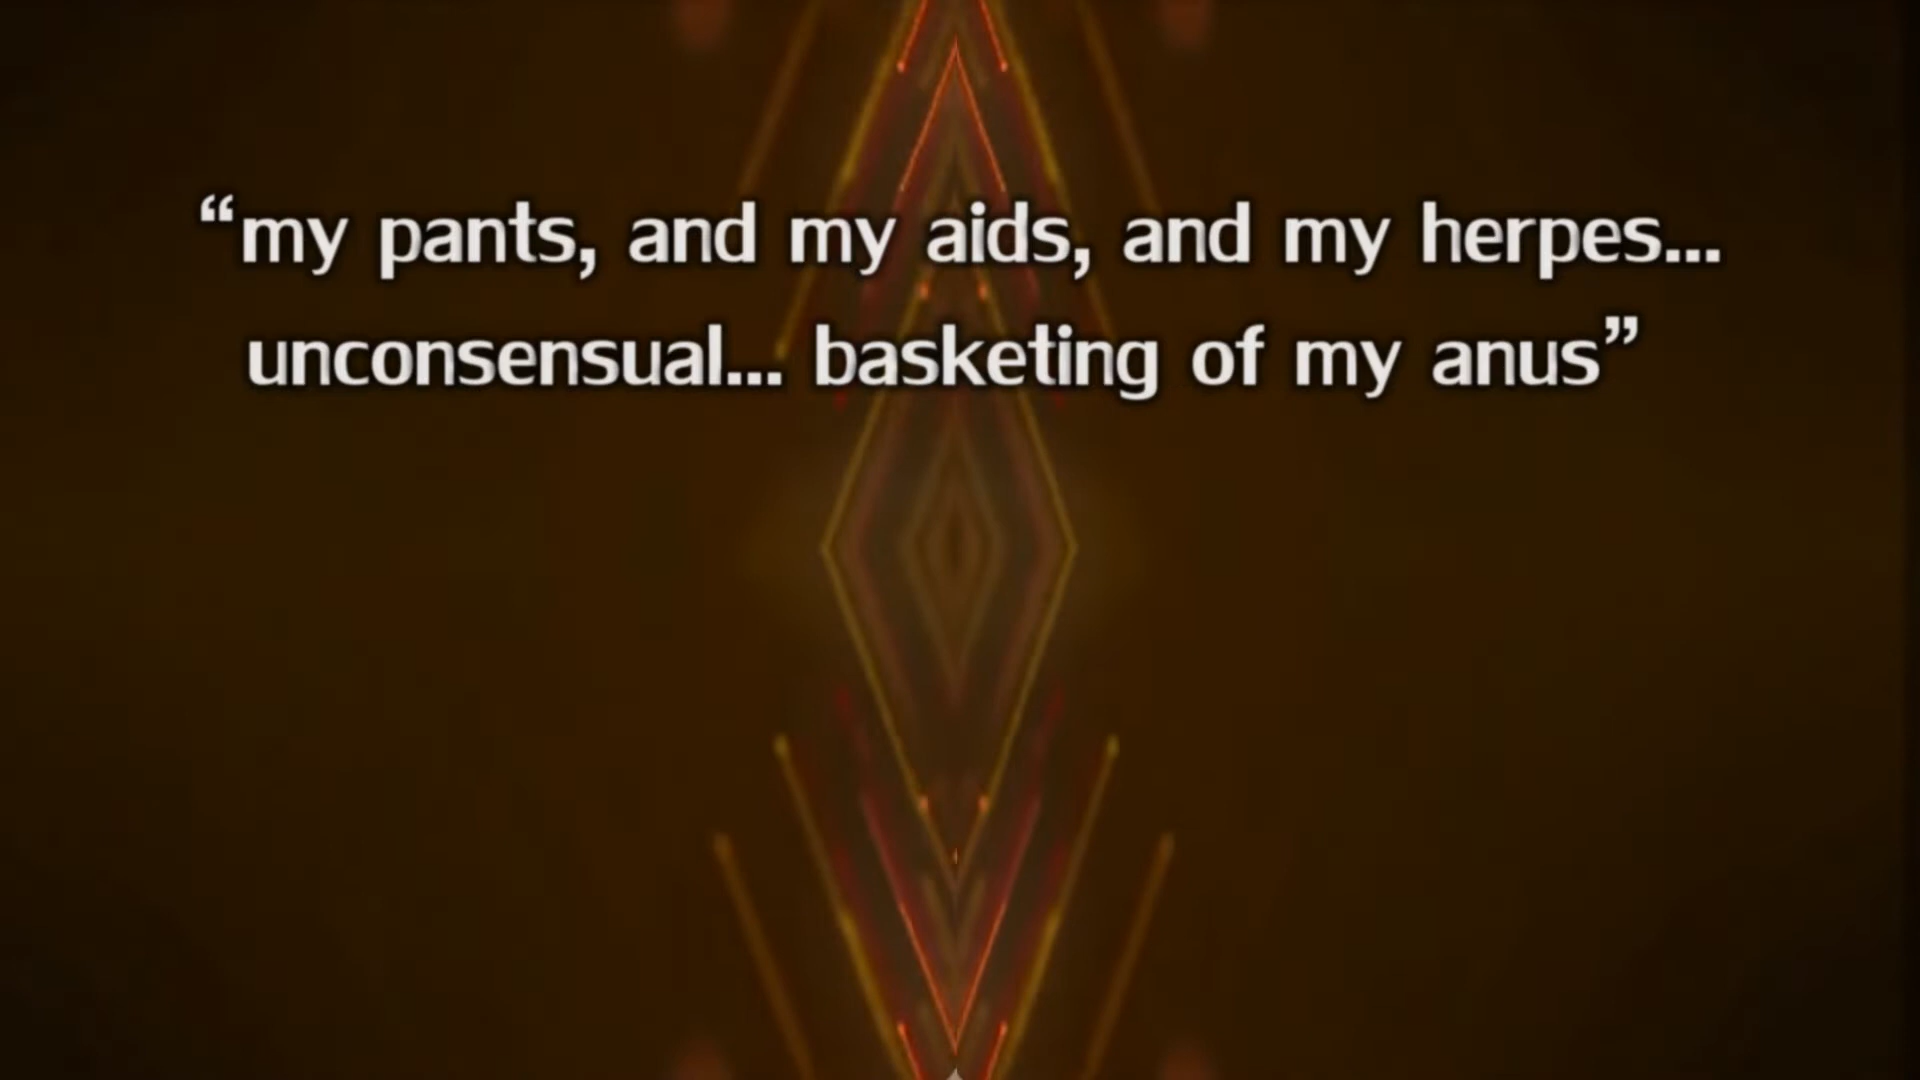 “my pants, and my aids, and my herpes...
unconsensual... basketing of my anus”